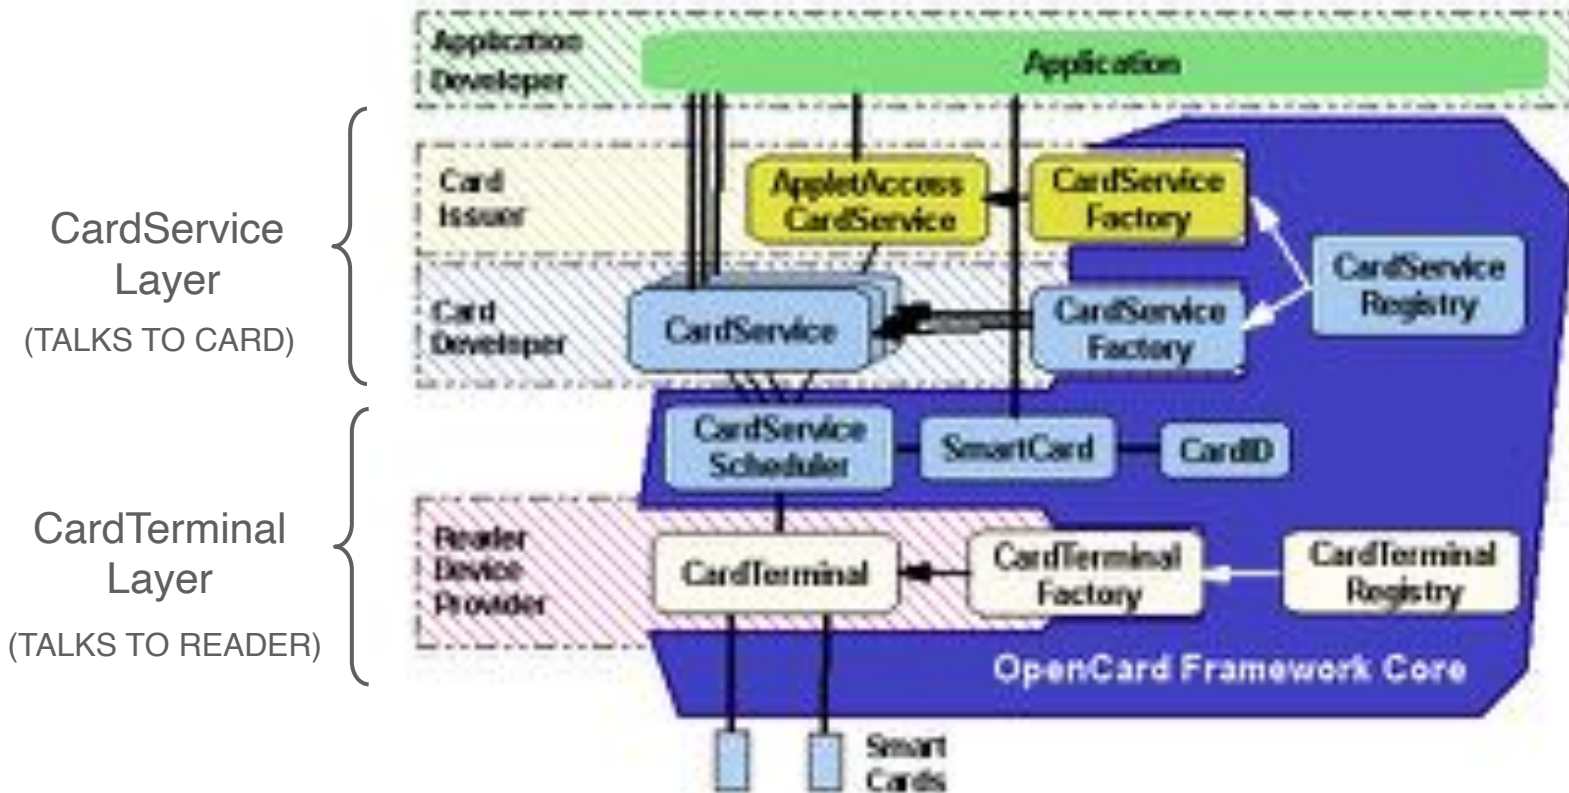 Application
Developer
Application
CardService
Layer
(TALKS TO CARD)
Card
Issuer
AppletAccess
CardService
CardService
Factory
CardService
Registry
Card
Developer
CardService
CardService
Factory
CardService
Scheduler
SmartCard
CardID
CardTerminal
Layer
(TALKS TO READER)
Reader
Device
Provider
CardTerminal
CardTerminal
Factory
CardTerminal
Registry
OpenCard Framework Core
Smart
Cards